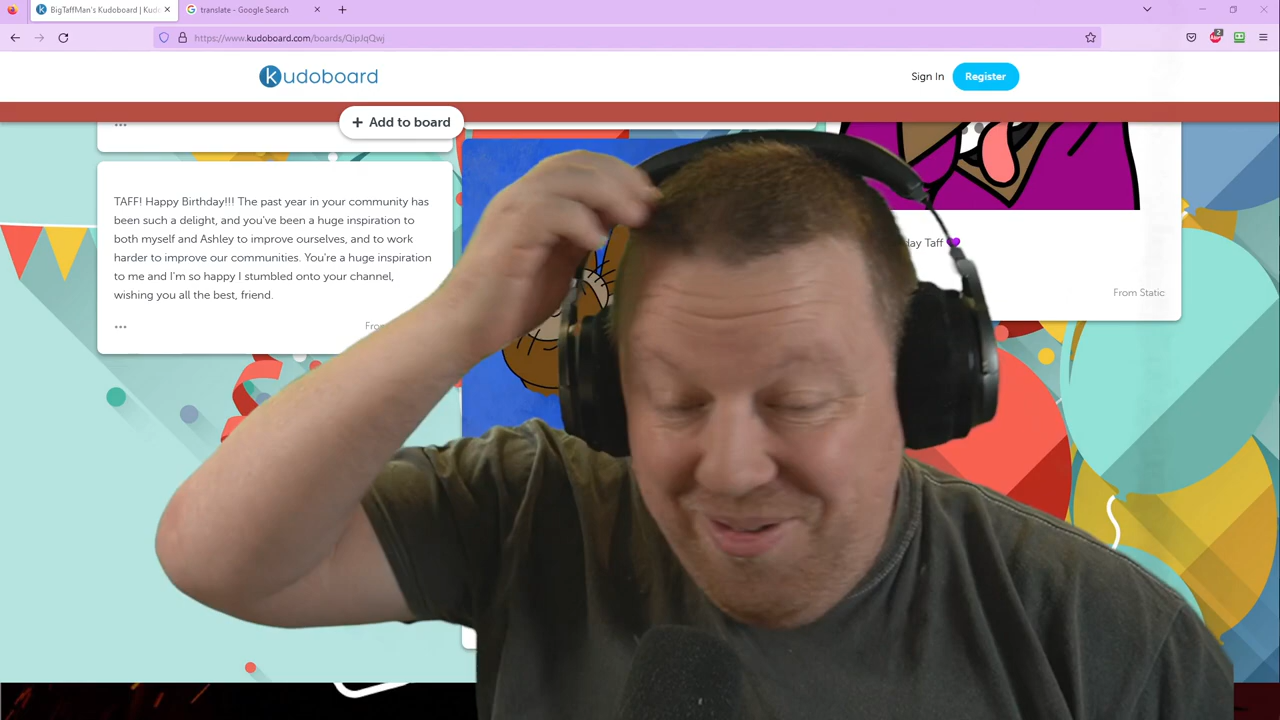 BigTaffMan's Kudoboard | Kudo
translate - Google Search
https://www.kudoboard.com/boards/QipJqQwj
2
kudoboard
Sign In
Register
+ Add to board
TAFF! Happy Birthday!!! The past year in your community has
been such a delight, and you've been a huge inspiration to
both myself and Ashley to improve ourselves, and to work
harder to improve our communities. You're a huge inspiration
to me and I'm so happy I stumbled onto your channel,
wishing you all the best, friend.
Taff 💜
From Static